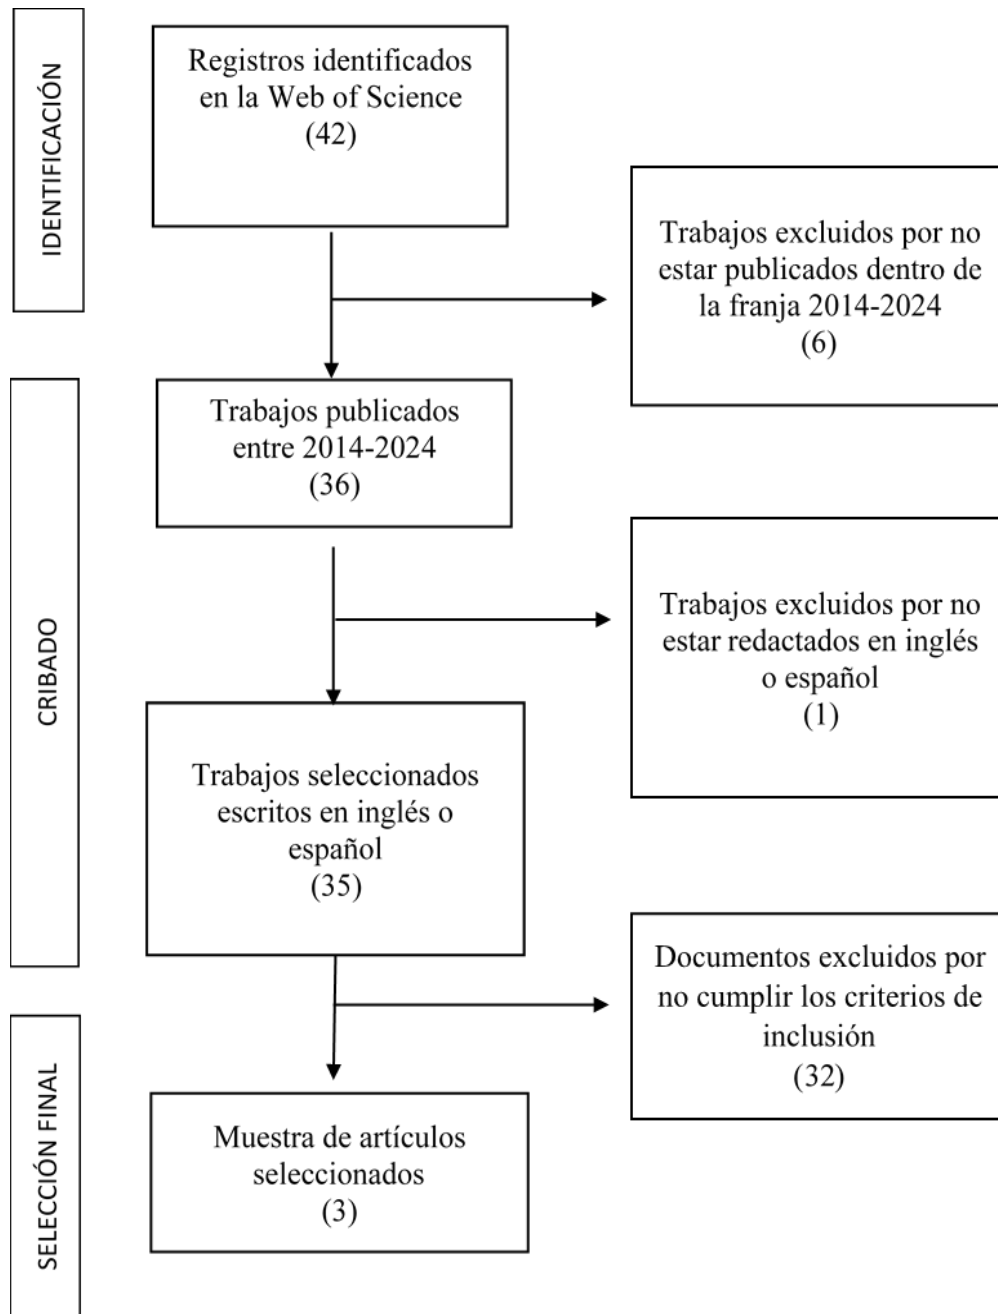 IDENTIFICACIÓN
Registros identificados
en la Web of Science
(42)
Trabajos excluidos por no
estar publicados dentro de
la franja 2014-2024
(6)
CRIBADO
Trabajos publicados
entre 2014-2024
(36)
Trabajos excluidos por no
estar redactados en inglés
o español
(1)
Trabajos seleccionados
escritos en inglés o
español
(35)
Documentos excluidos por
no cumplir los criterios de
inclusión
(32)
SELECCIÓN FINAL
Muestra de artículos
seleccionados
(3)